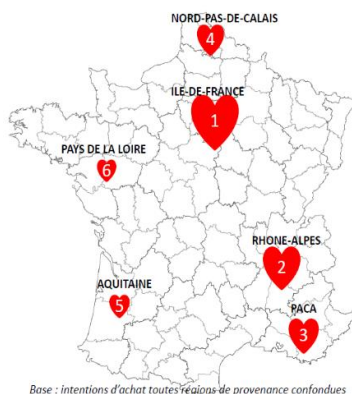 NORD-PAS-DE-CALAIS
4
ILE-DE-FRANCE
1
PAYS DE LA LOIRE
6
RHONE-ALPES
2
AQUITAINE
5
PACA
3
Base : intentions d'achat toutes régions de provenance confondues